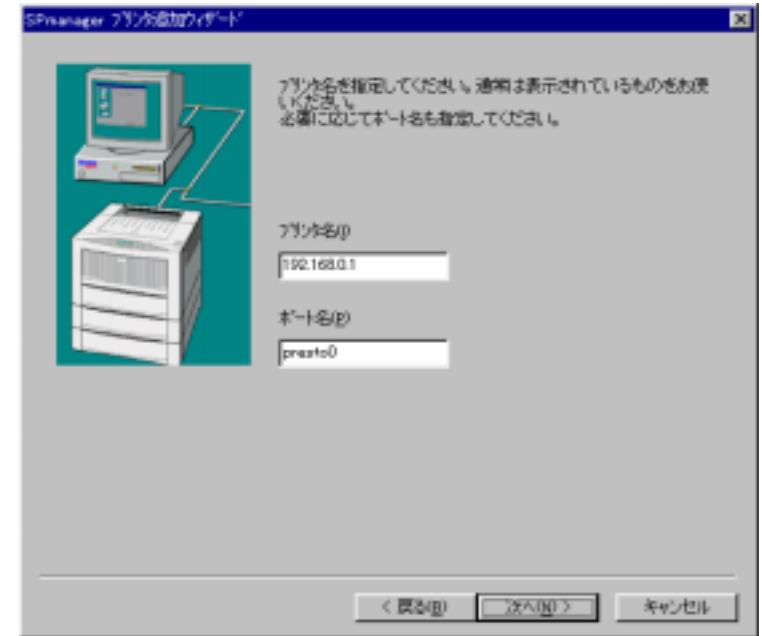 SPmanager プリンタ追加ウィザード
プリンタ名を指定してください。通常は表示されているものをお使
いください。
必要に応じてポート名も指定してください。
プリンタ名(I)
192.168.0.1
ポート名(P)
presto0
< 戻る(B)
次へ(N) >
キャンセル